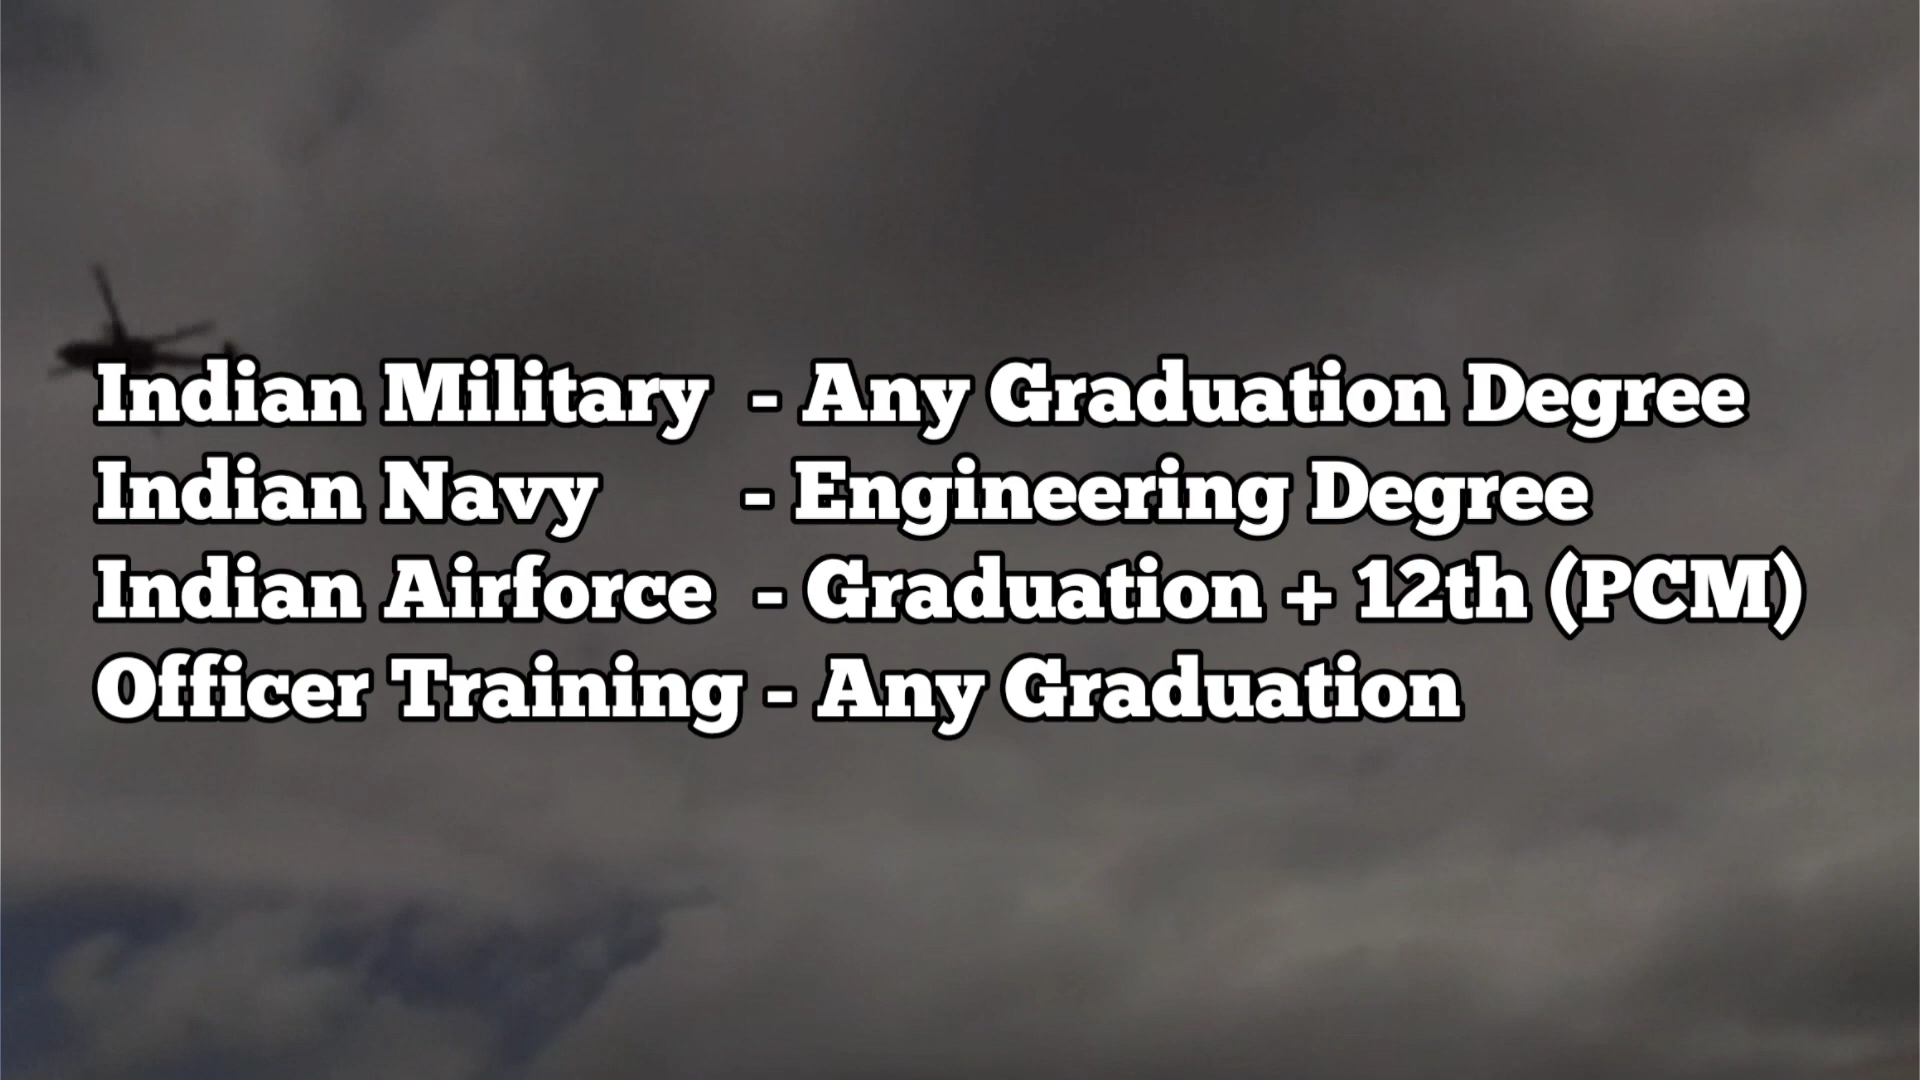 Indian Military - Any Graduation Degree
Indian Navy - Engineering Degree
Indian Airforce - Graduation + 12th (PCM)
Officer Training - Any Graduation